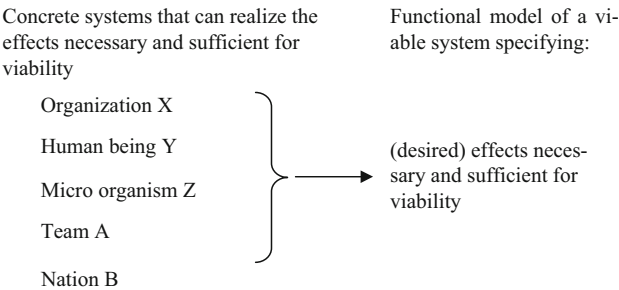 Concrete systems that can realize the
effects necessary and sufficient for
viability
Functional model of a vi-
able system specifying:
Organization X
Human being Y
Micro organism Z
Team A
Nation B
(desired) effects neces-
sary and sufficient for
viability